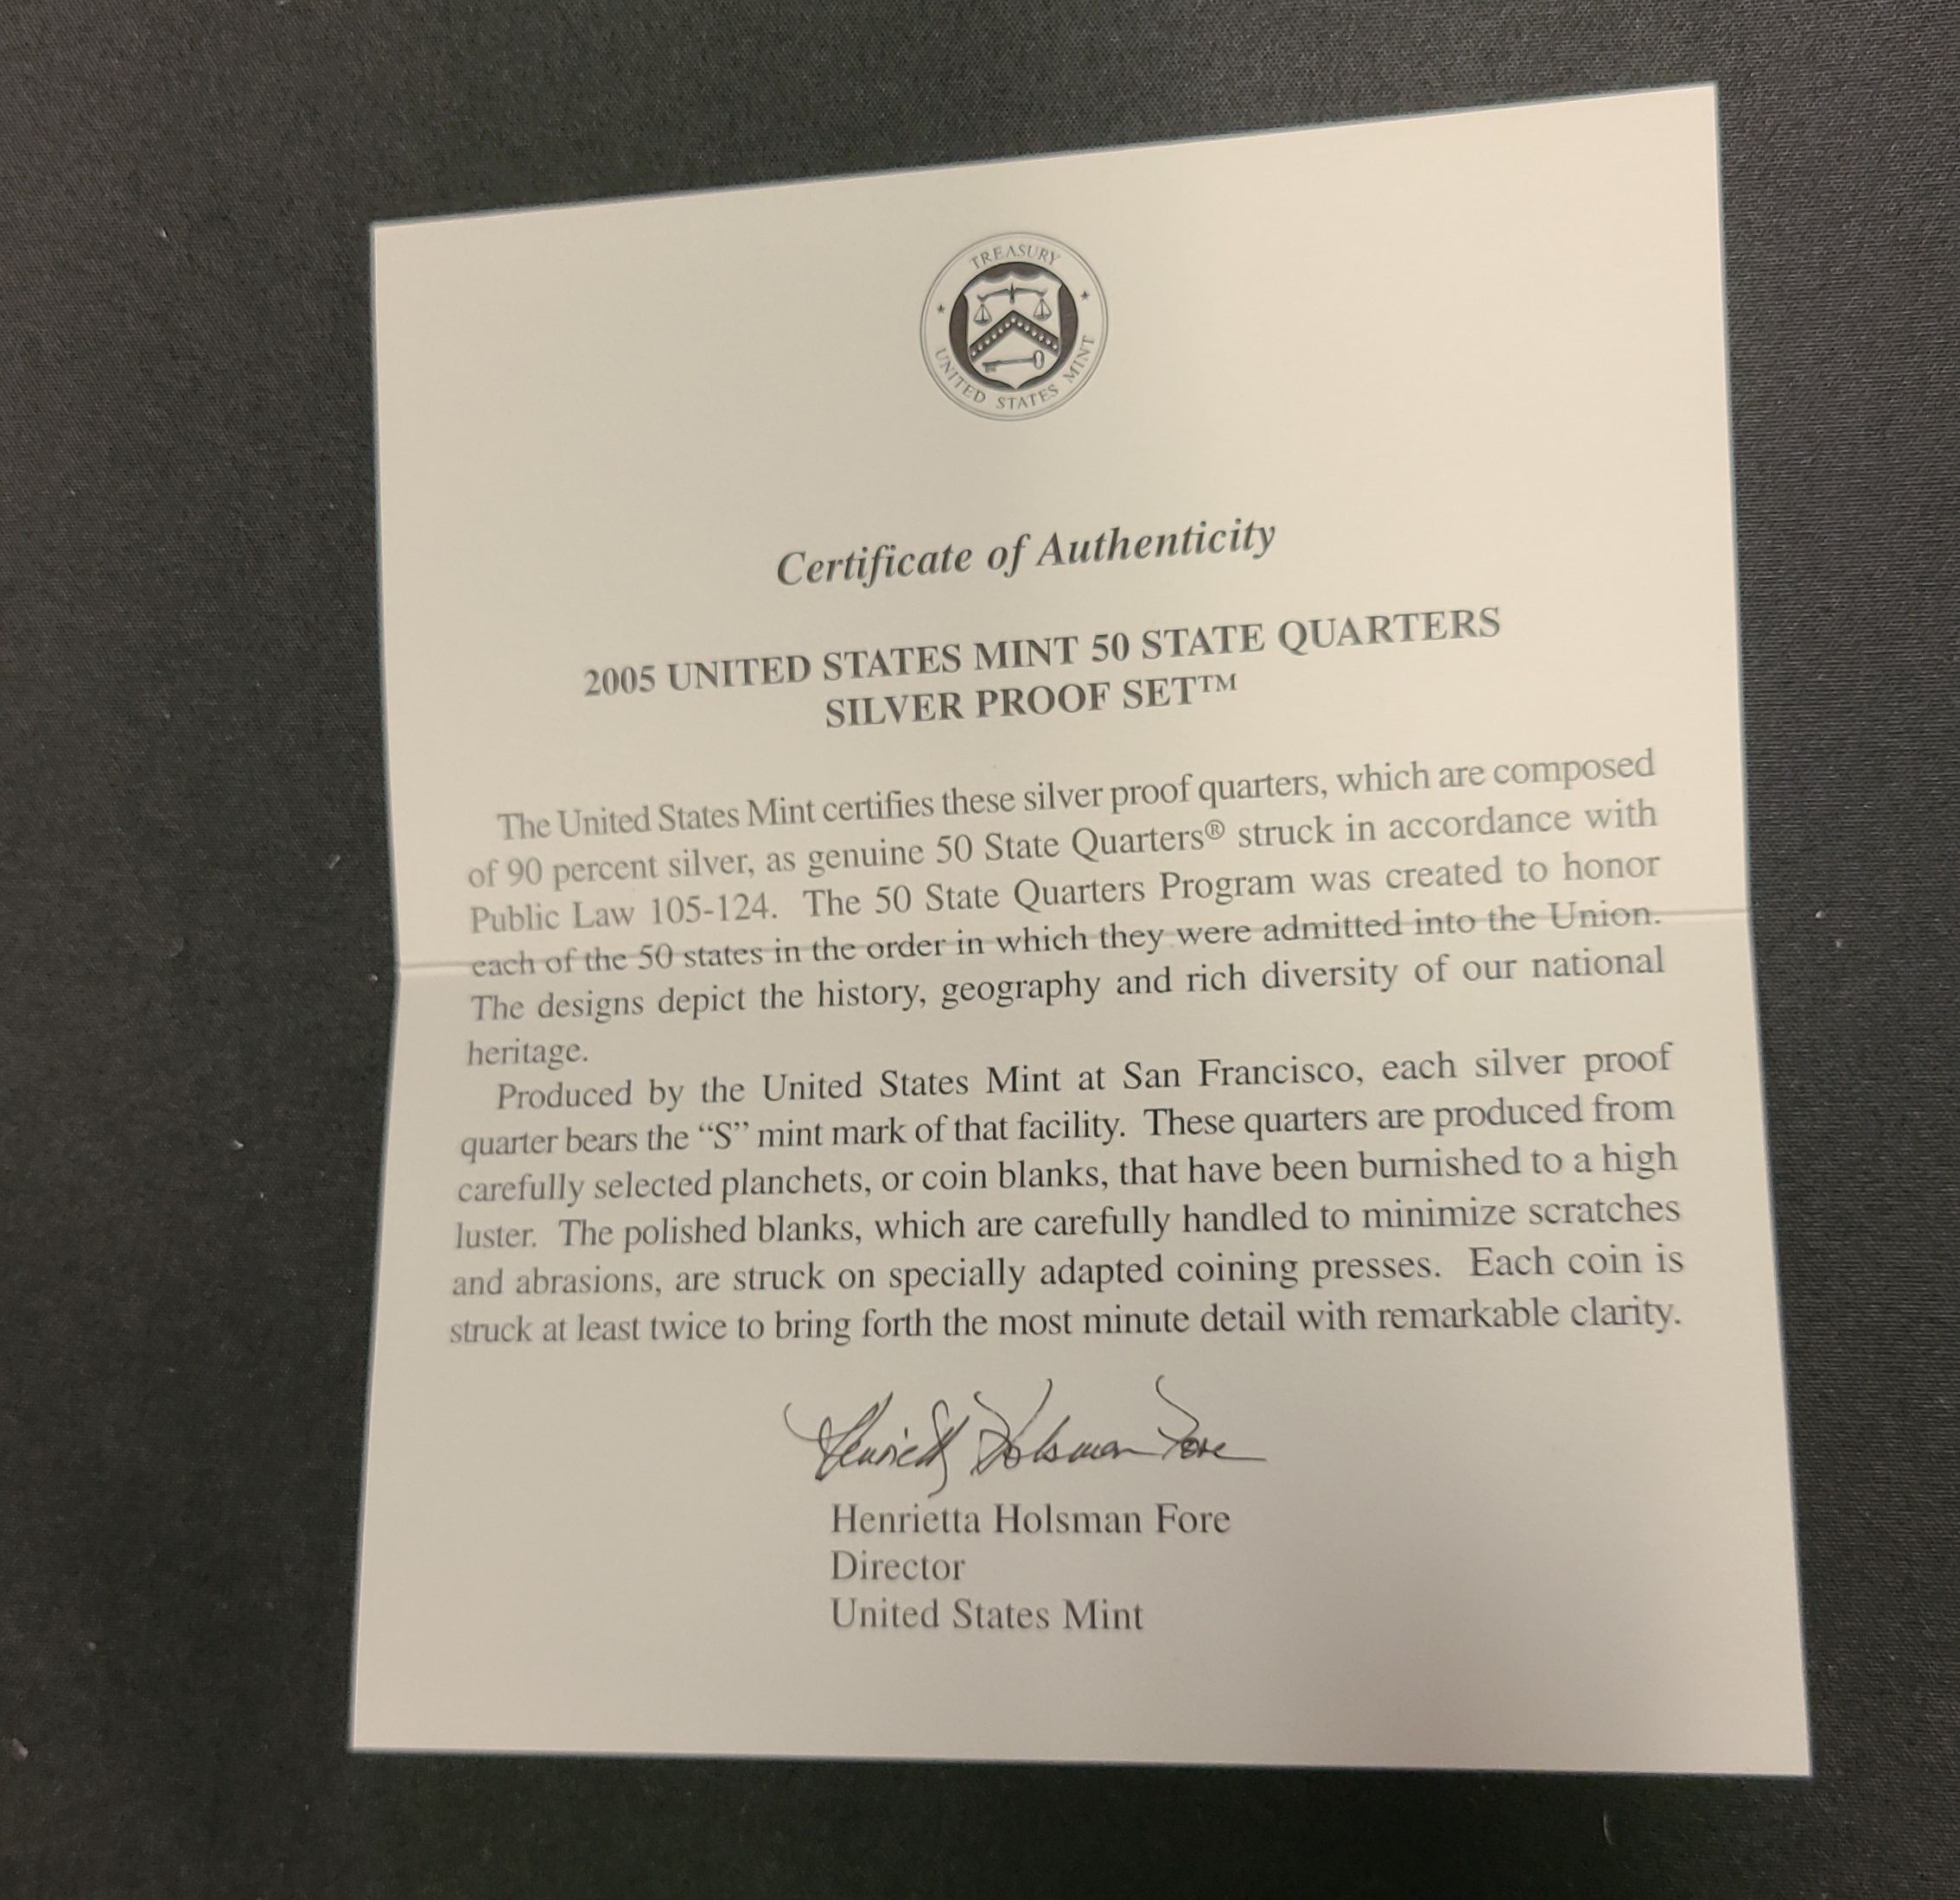 TREASURY
UNITED STATES MINT
Certificate of Authenticity
2005 UNITED STATES MINT 50 STATE QUARTERS
SILVER PROOF SET™
The United States Mint certifies these silver proof quarters, which are composed
of 90 percent silver, as genuine 50 State Quarters® struck in accordance with
Public Law 105-124. The 50 State Quarters Program was created to honor
each of the 50 states in the order in which they were admitted into the Union.
The designs depict the history, geography and rich diversity of our national
heritage.
Produced by the United States Mint at San Francisco, each silver proof
quarter bears the “S” mint mark of that facility. These quarters are produced from
carefully selected planchets, or coin blanks, that have been burnished to a high
luster. The polished blanks, which are carefully handled to minimize scratches
and abrasions, are struck on specially adapted coining presses. Each coin is
struck at least twice to bring forth the most minute detail with remarkable clarity.
Henrietta Holsman Fore
Henrietta Holsman Fore
Director
United States Mint